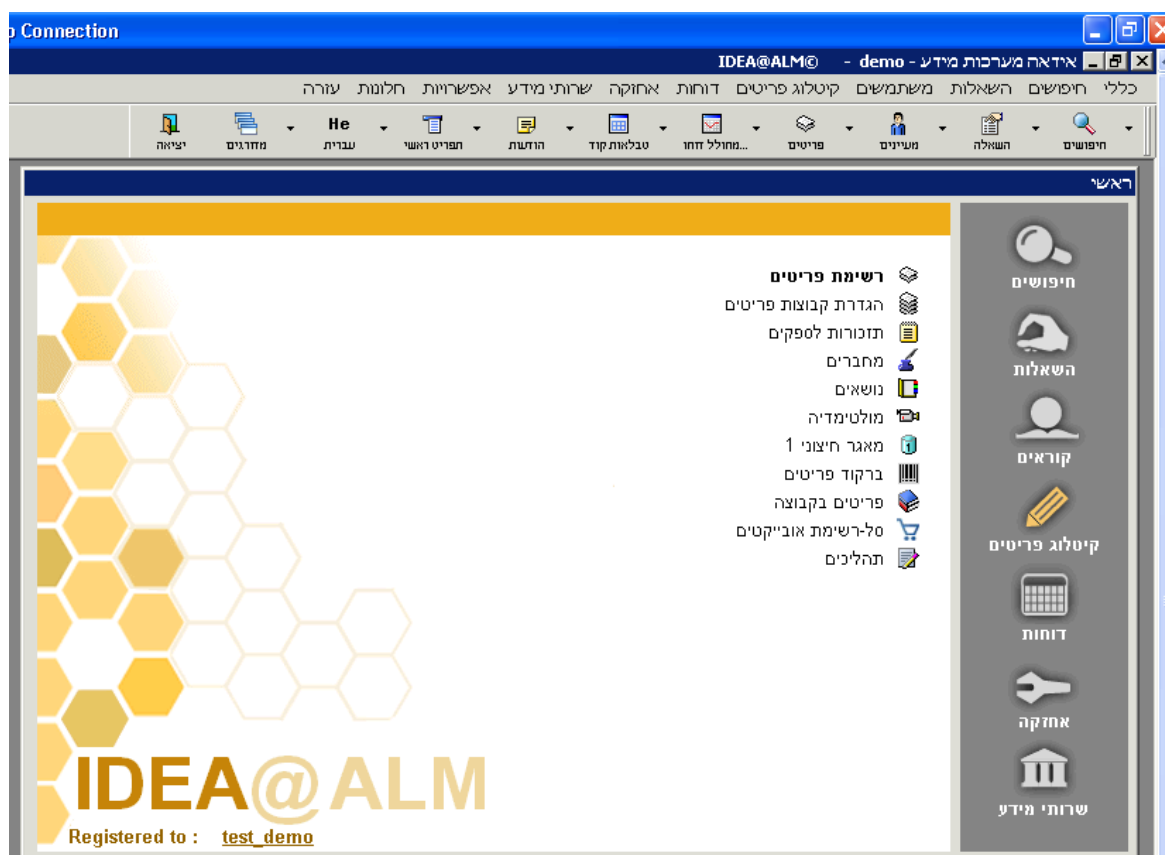 o Connection
אידאה מערכות מידע - demo - IDEA@ALM©
כללי חיפושים השאלות משתמשים קיטלוג פריטים דוחות אחזקה שרותי מידע אפשרויות חלונות עזרה
חיפושים השאלה מעיינים פריטים מחולל דוחו... טבלאות קוד הודעות תפריט ראשי He עברית מדרגים יציאה
ראשי
רשימת פריטים
הגדרת קבוצות פריטים
תזכורות לספקים
מחברים
נושאים
מולטימדיה
מאגר חיצוני 1
ברקוד פריטים
פריטים בקבוצה
סל-רשימת אובייקטים
תהליכים
חיפושים
השאלות
קוראים
קיטלוג פריטים
דוחות
אחזקה
שרותי מידע
IDEA@ALM
Registered to : test_demo